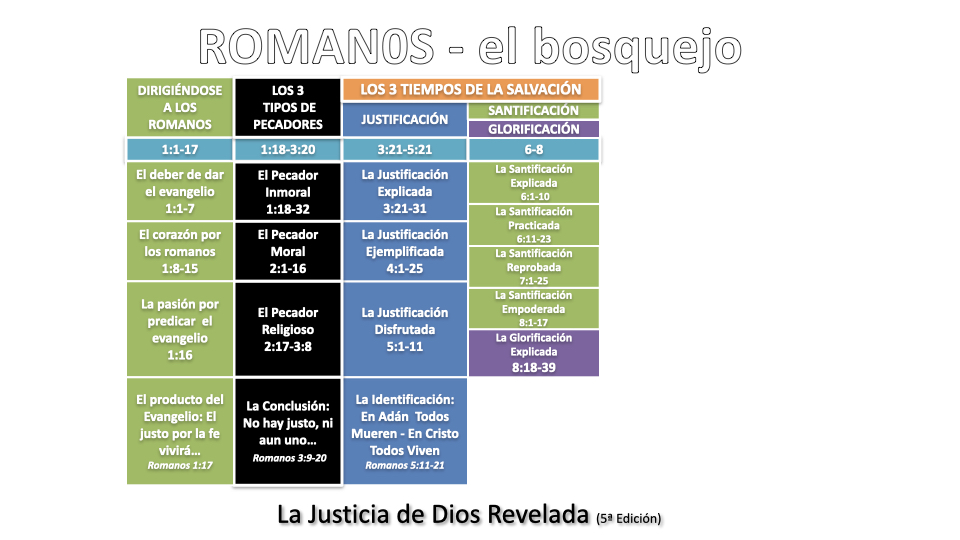 ROMAN0S - el bosquejo
DIRIGIÉNDOSE
A LOS
ROMANOS
LOS 3
TIPOS DE
PECADORES
LOS 3 TIEMPOS DE LA SALVACIÓN
JUSTIFICACIÓN
SANTIFICACIÓN
GLORIFICACIÓN
1:1-17
1:18-3:20
3:21-5:21
6-8
El deber de dar
el evangelio
1:1-7
El Pecador
Inmoral
1:18-32
La Justificación
Explicada
3:21-31
La Santificación
Explicada
6:1-10
La Santificación
Practicada
6:11-23
El corazón por
los romanos
1:8-15
El Pecador
Moral
2:1-16
La Justificación
Ejemplificada
4:1-25
La Santificación
Reprobada
7:1-25
La pasión por
predicar el
evangelio
1:16
El Pecador
Religioso
2:17-3:8
La Justificación
Disfrutada
5:1-11
La Santificación
Empoderada
8:1-17
La Glorificación
Explicada
8:18-39
El producto del
Evangelio: El
justo por la fe
vivirá...
Romanos 1:17
La Conclusión:
No hay justo, ni
aun uno...
Romanos 3:9-20
La Identificación:
En Adán Todos
Mueren - En Cristo
Todos Viven
Romanos 5:11-21
La Justicia de Dios Revelada (5ª Edición)